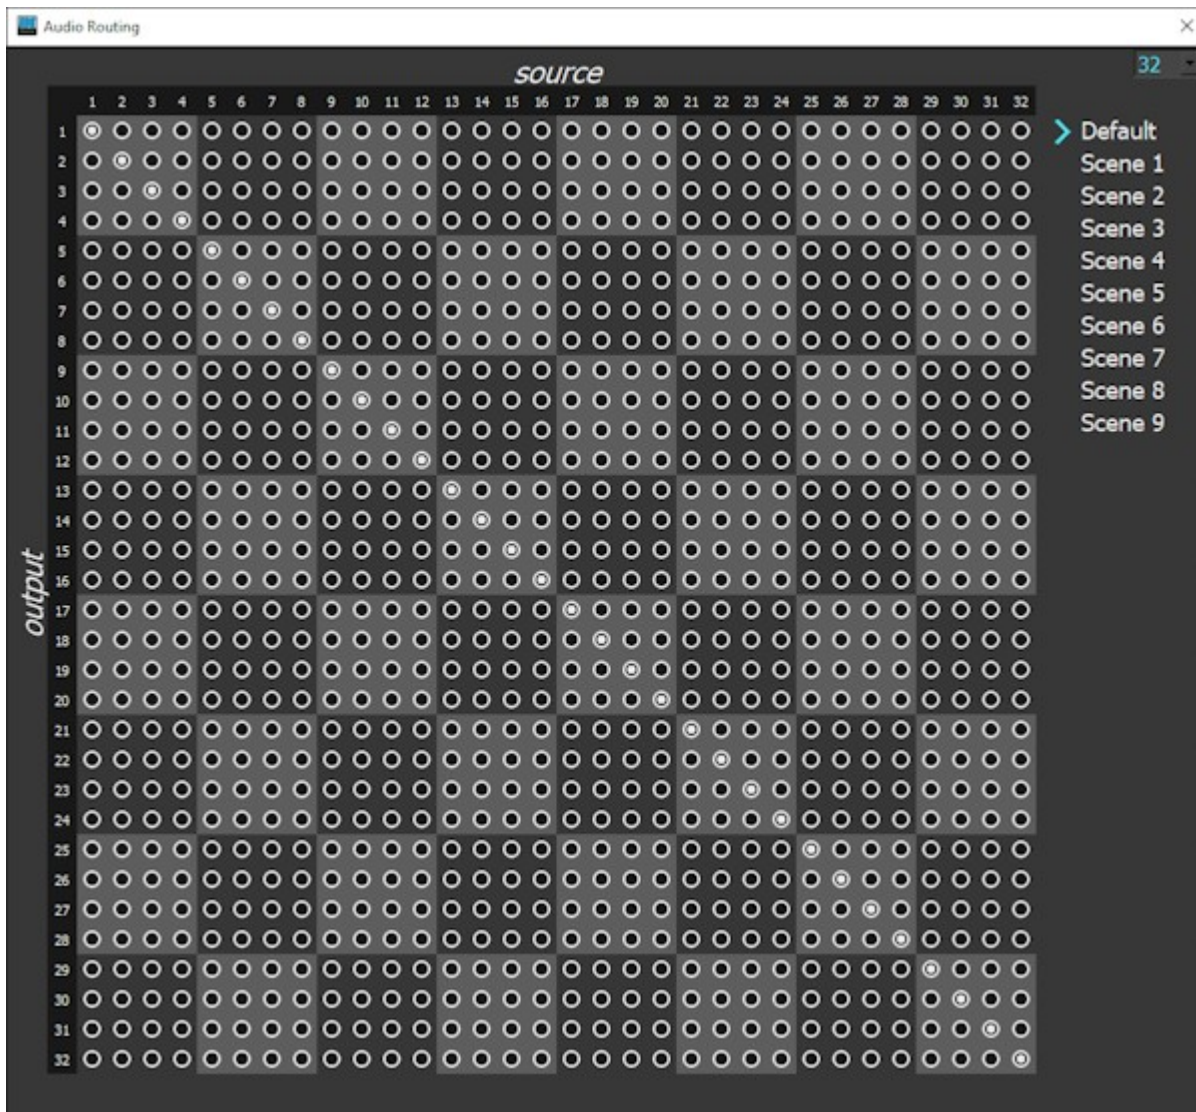 Audio Routing
32
source
1 2 3 4 5 6 7 8 9 10 11 12 13 14 15 16 17 18 19 20 21 22 23 24 25 26 27 28 29 30 31 32
output
1
2
3
4
5
6
7
8
9
10
11
12
13
14
15
16
17
18
19
20
21
22
23
24
25
26
27
28
29
30
31
32
Default
Scene 1
Scene 2
Scene 3
Scene 4
Scene 5
Scene 6
Scene 7
Scene 8
Scene 9